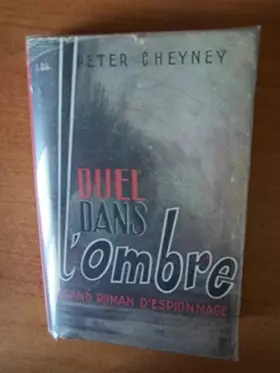 PETER CHEYNEY
DUEL
DANS
l'ombre
GRAND ROMAN D'ESPIONNAGE